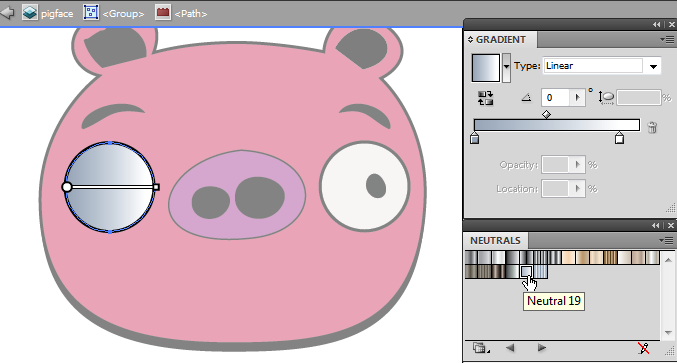 pigface <Group> <Path>
GRADIENT
Type: Linear
0 °
%
Opacity: %
Location: %
NEUTRALS
Neutral 19